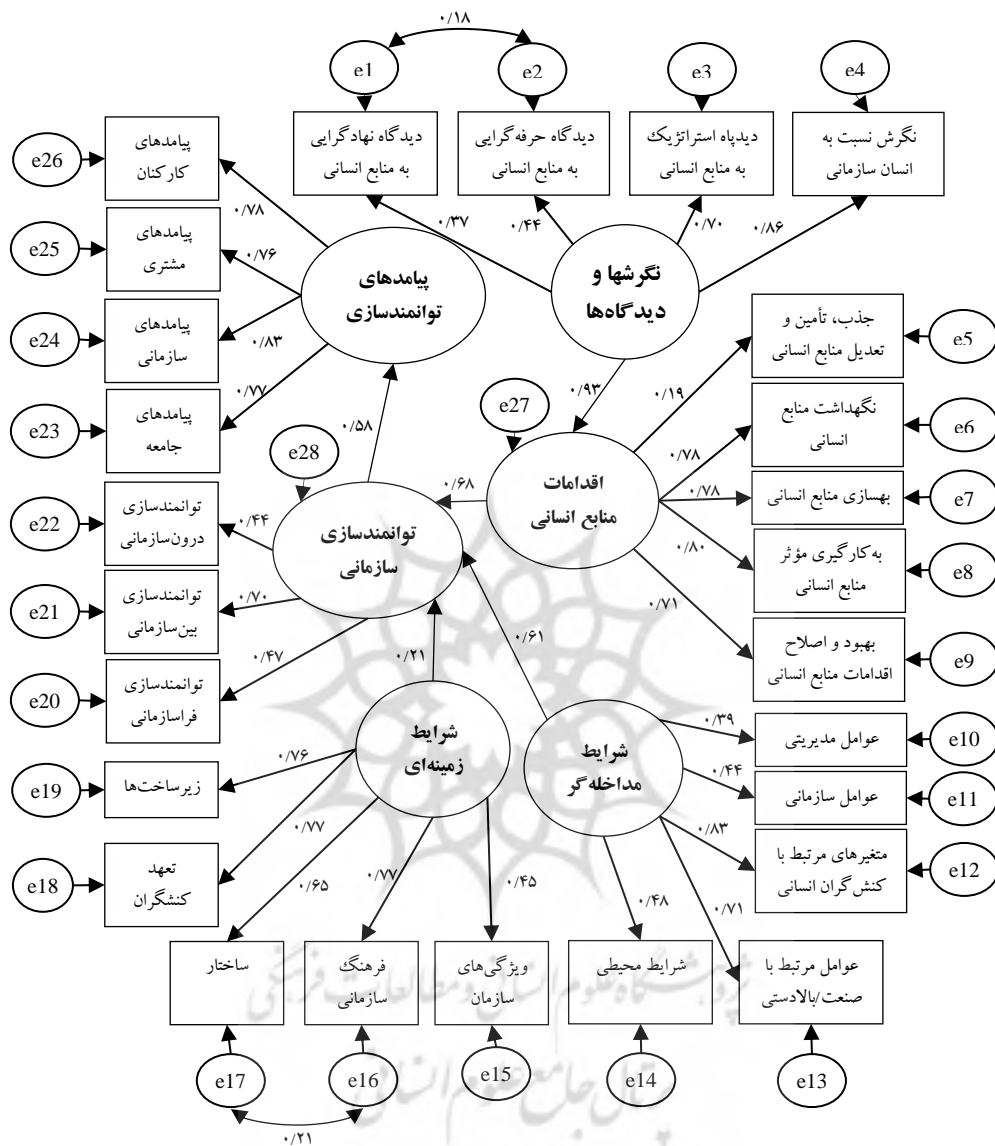 ۰/۱۸
e1
e2
e3
e4
دیدگاه نهادگرایی
به منابع انسانی
دیدگاه حرفه‌گرایی
به منابع انسانی
دیدپاه استراتژیک
به منابع انسانی
نگرش نسبت به
انسان سازمانی
۰/۳۷
۰/۴۴
۰/۷۰
۰/۸۶
نگرشها و
دیدگاه‌ها
e26
پیامدهای
کارکنان
۰/۷۸
e25
پیامدهای
مشتری
۰/۷۶
e24
پیامدهای
سازمانی
۰/۸۳
e23
پیامدهای
جامعه
۰/۷۷
پیامدهای
توانمندسازی
۰/۵۸
۰/۹۳
e27
e28
اقدامات
منابع انسانی
۰/۶۸
جذب، تأمین و
تعدیل منابع انسانی
e5
۰/۱۹
نگهداشت منابع
انسانی
e6
۰/۷۸
بهسازی منابع انسانی
e7
۰/۷۸
به‌کارگیری مؤثر
منابع انسانی
e8
۰/۸۰
بهبود و اصلاح
اقدامات منابع انسانی
e9
۰/۷۱
توانمندسازی
سازمانی
e22
توانمندسازی
درون‌سازمانی
۰/۴۴
e21
توانمندسازی
بین‌سازمانی
۰/۷۰
e20
توانمندسازی
فراسازمانی
۰/۴۷
۰/۲۱
۰/۶۱
شرایط
زمینه‌ای
شرایط
مداخله‌گر
e19
زیرساخت‌ها
۰/۷۶
e18
تعهد
کنشگران
۰/۷۷
۰/۶۵
۰/۷۷
۰/۴۵
۰/۴۸
۰/۷۱
عوامل مدیریتی
e10
۰/۳۹
عوامل سازمانی
e11
۰/۴۴
متغیرهای مرتبط با
کنش‌گران انسانی
e12
۰/۸۳
ساختار
فرهنگ
سازمانی
ویژگی‌های
سازمان
شرایط محیطی
عوامل مرتبط با
صنعت/بالادستی
پژوهشگاه علوم انسانی و مطالعات فرهنگی
e17
e16
e15
e14
e13
پرتال جامع علوم انسانی
۰/۲۱